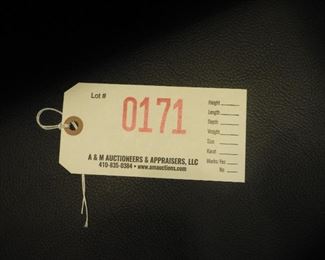 Lot #
0171
Height
Length
Depth
Weight
Size
Karat
Marks: Yes
No
A & M AUCTIONEERS & APPRAISERS, LLC
410-835-0384 • www.amauctions.com